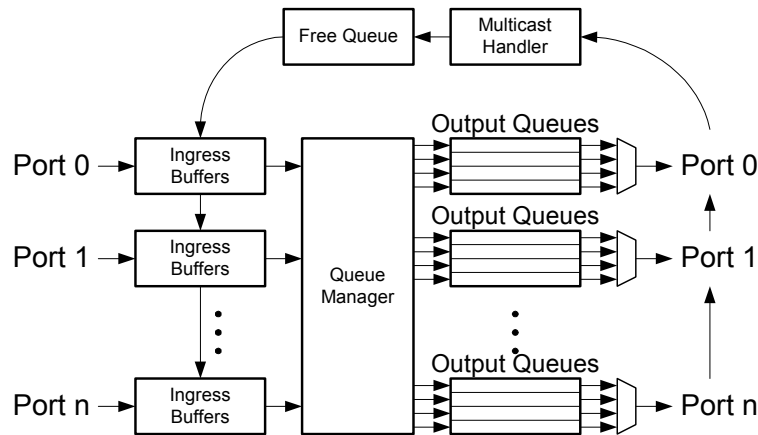 Free Queue
Multicast
Handler
Output Queues
Port 0
Ingress
Buffers
Port 0
Output Queues
Port 1
Ingress
Buffers
Queue
Manager
Port 1
Output Queues
Port n
Ingress
Buffers
Port n